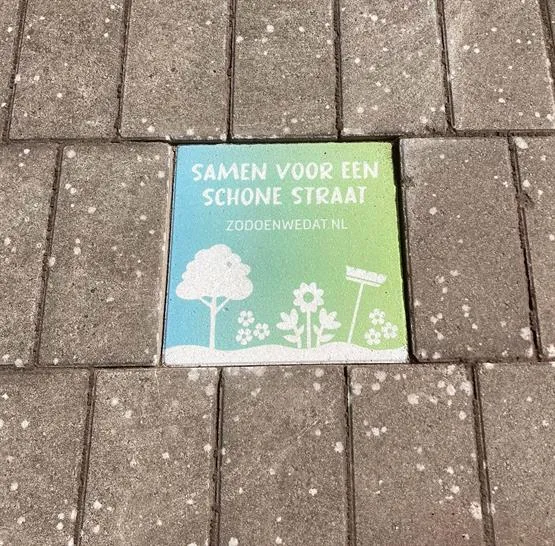 SAMEN VOOR EEN
SCHONE STRAAT
ZODOENWEDAT.NL